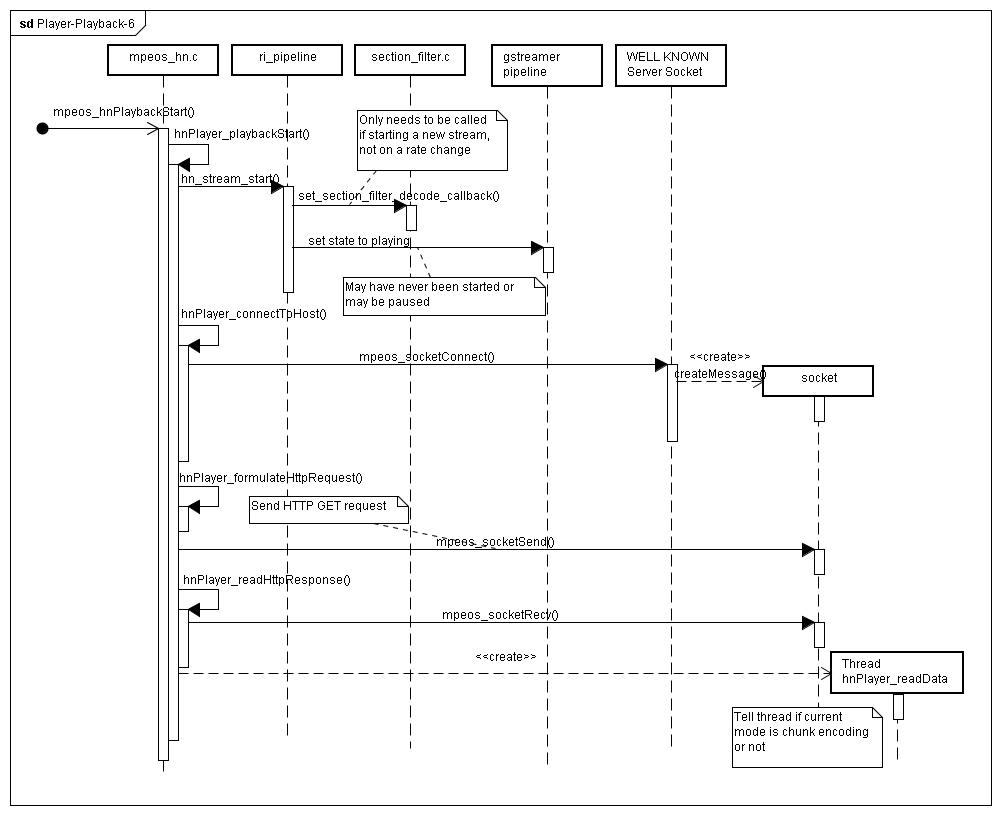 sd Player-Playback-6
mpeos_hn.c
ri_pipeline
section_filter.c
gstreamer
pipeline
WELL KNOWN
Server Socket
mpeos_hnPlaybackStart()
hnPlayer_playbackStart()
Only needs to be called
if starting a new stream,
not on a rate change
hn_stream_start()
set_section_filter_decode_callback()
set state to playing
May have never been started or
may be paused
hnPlayer_connectTpHost()
mpeos_socketConnect()
<<create>>
createMessage()
socket
hnPlayer_formulateHttpRequest()
Send HTTP GET request
mpeos_socketSend()
hnPlayer_readHttpResponse()
mpeos_socketRecv()
<<create>>
Thread
hnPlayer_readData
Tell thread if current
mode is chunk encoding
or not